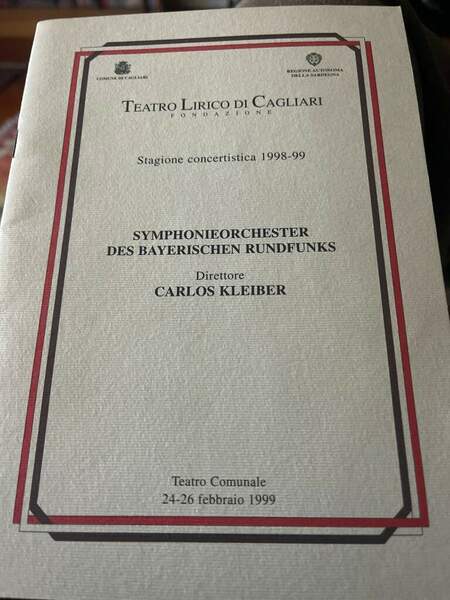 COMUNE DI CAGLIARI
REGIONE AUTONOMA
DELLA SARDEGNA
TEATRO LIRICO DI CAGLIARI
FONDAZIONE
Stagione concertistica 1998-99
SYMPHONIEORCHESTER
DES BAYERISCHEN RUNDFUNKS
Direttore
CARLOS KLEIBER
Teatro Comunale
24-26 febbraio 1999